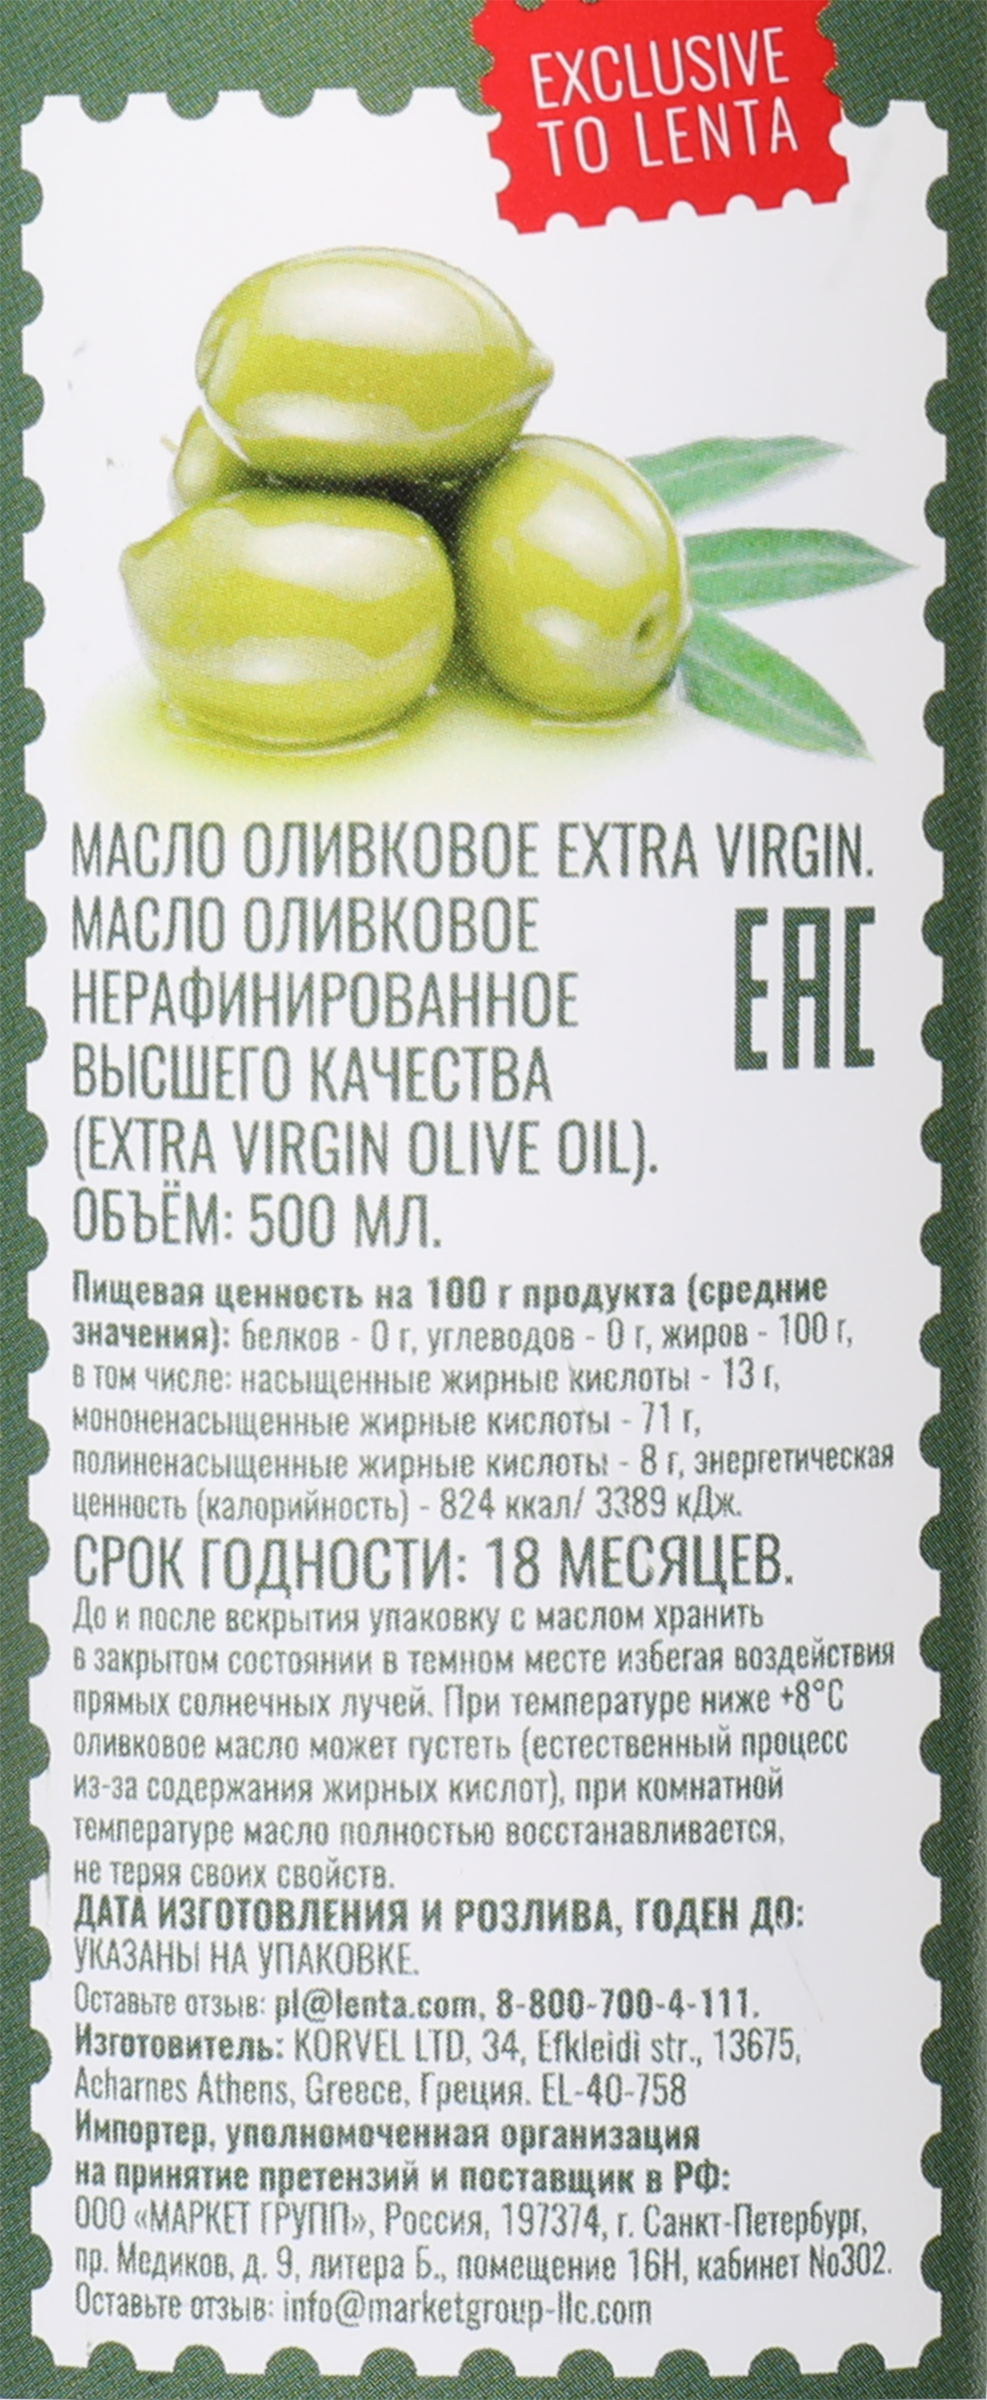 EXCLUSIVE
TO LENTA
МАСЛО ОЛИВКОВОЕ EXTRA VIRGIN.
МАСЛО ОЛИВКОВОЕ
НЕРАФИНИРОВАННОЕ
ВЫСШЕГО КАЧЕСТВА
(EXTRA VIRGIN OLIVE OIL).
ОБЪЁМ: 500 МЛ.
EAC
Пищевая ценность на 100 г продукта (средние
значения): белков - 0 г, углеводов - 0 г, жиров - 100 г,
в том числе: насыщенные жирные кислоты - 13 г,
мононенасыщенные жирные кислоты - 71 г,
полиненасыщенные жирные кислоты - 8 г, энергетическая
ценность (калорийность) - 824 ккал/ 3389 кДж.
СРОК ГОДНОСТИ: 18 МЕСЯЦЕВ.
До и после вскрытия упаковку с маслом хранить
в закрытом состоянии в темном месте избегая воздействия
прямых солнечных лучей. При температуре ниже +8°С
оливковое масло может густеть (естественный процесс
из-за содержания жирных кислот), при комнатной
температуре масло полностью восстанавливается,
не теряя своих свойств.
ДАТА ИЗГОТОВЛЕНИЯ И РОЗЛИВА, ГОДЕН ДО:
УКАЗАНЫ НА УПАКОВКЕ.
Оставьте отзыв: pl@lenta.com, 8-800-700-4-111.
Изготовитель: KORVEL LTD, 34, Efkleidi str., 13675,
Acharnes Athens, Greece, Греция. EL-40-758
Импортер, уполномоченная организация
на принятие претензий и поставщик в РФ:
ООО «МАРКЕТ ГРУПП», Россия, 197374, г. Санкт-Петербург,
пр. Медиков, д. 9, литера Б., помещение 16Н, кабинет No302.
Оставьте отзыв: info@marketgroup-llc.com